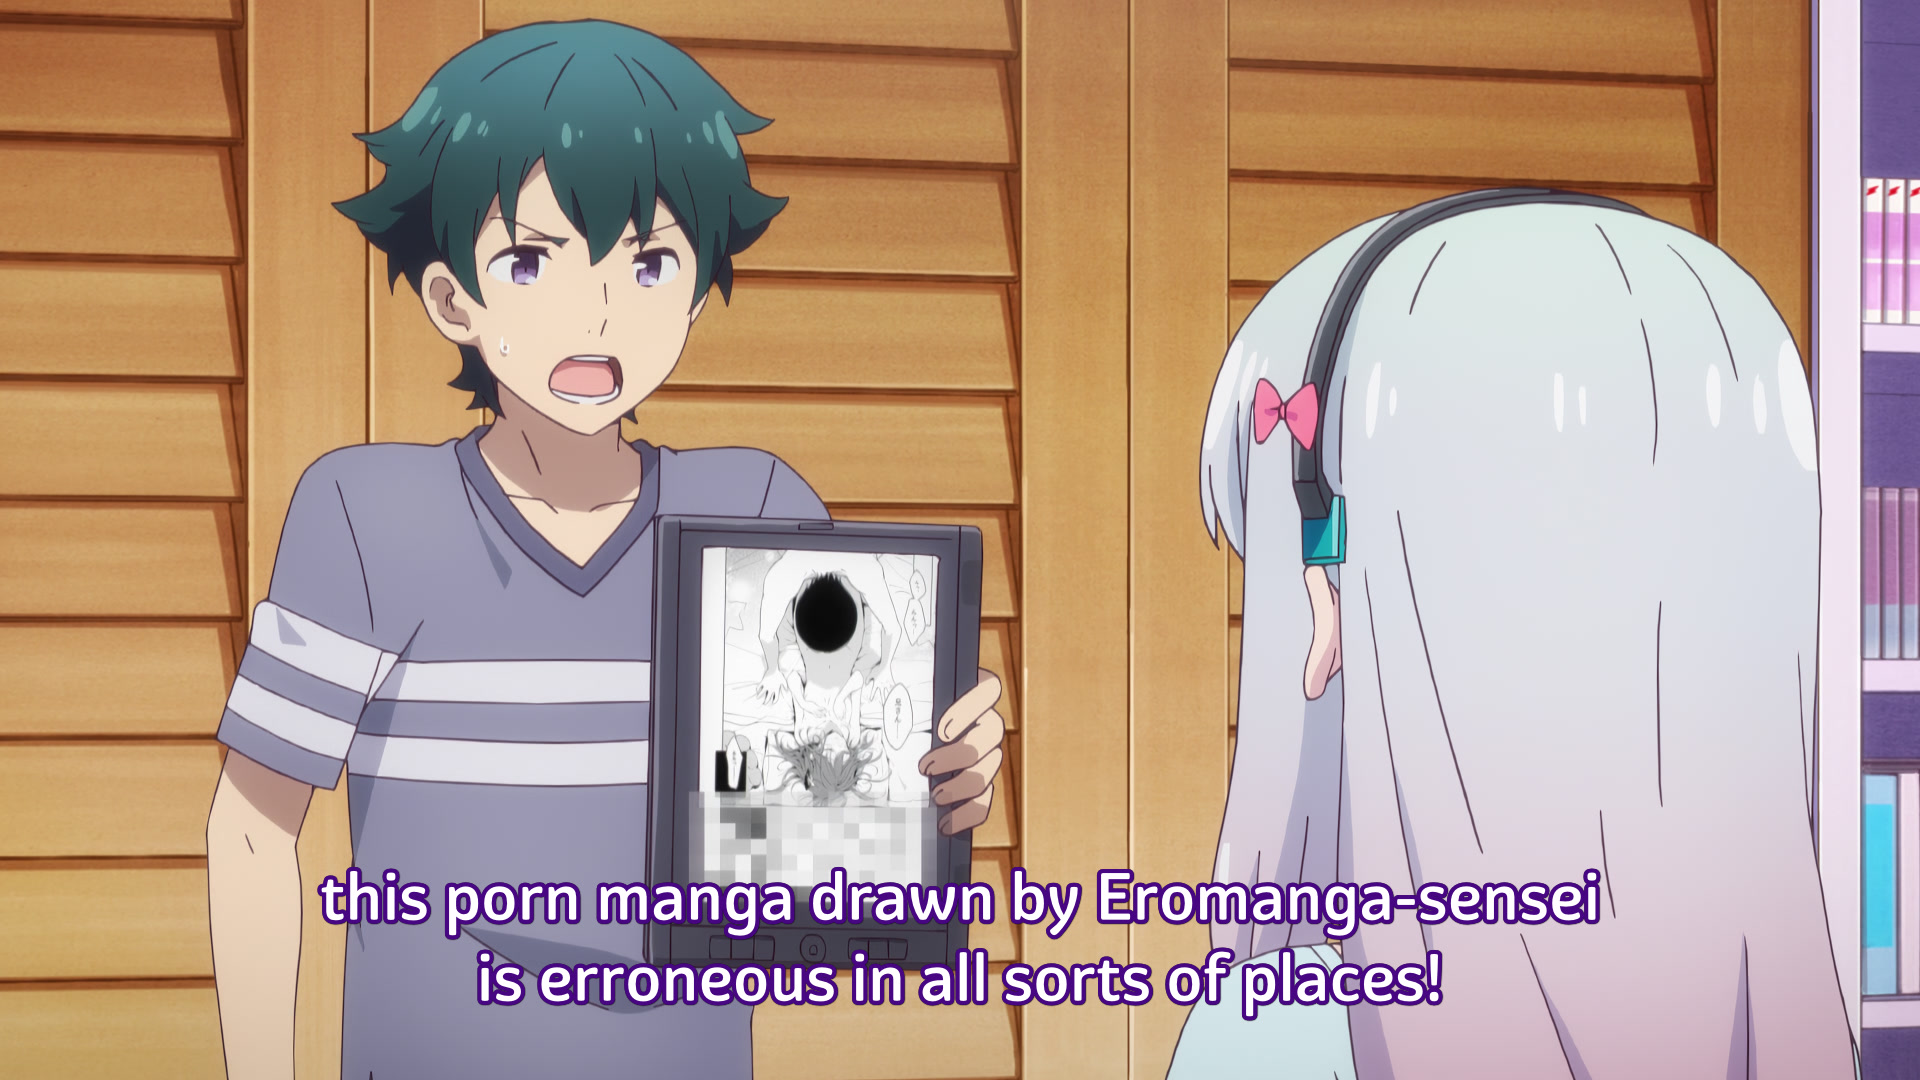 this porn manga drawn by Eromanga-sensei
is erroneous in all sorts of places!